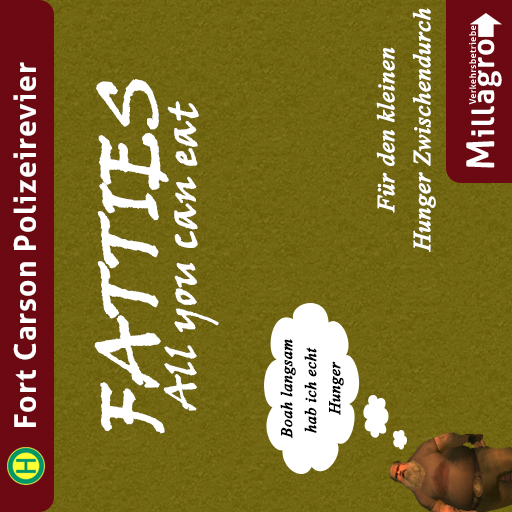 H Fort Carson Polizeirevier
FATTIES
All you can eat
Boah langsam
hab ich echt
Hunger
Für den kleinen
Hunger Zwischendurch
Verkehrsbetriebe
Millagro